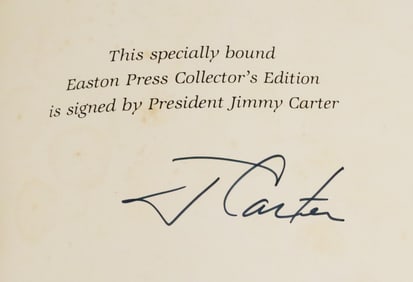 This specially bound
Easton Press Collector's Edition
is signed by President Jimmy Carter
J Carter